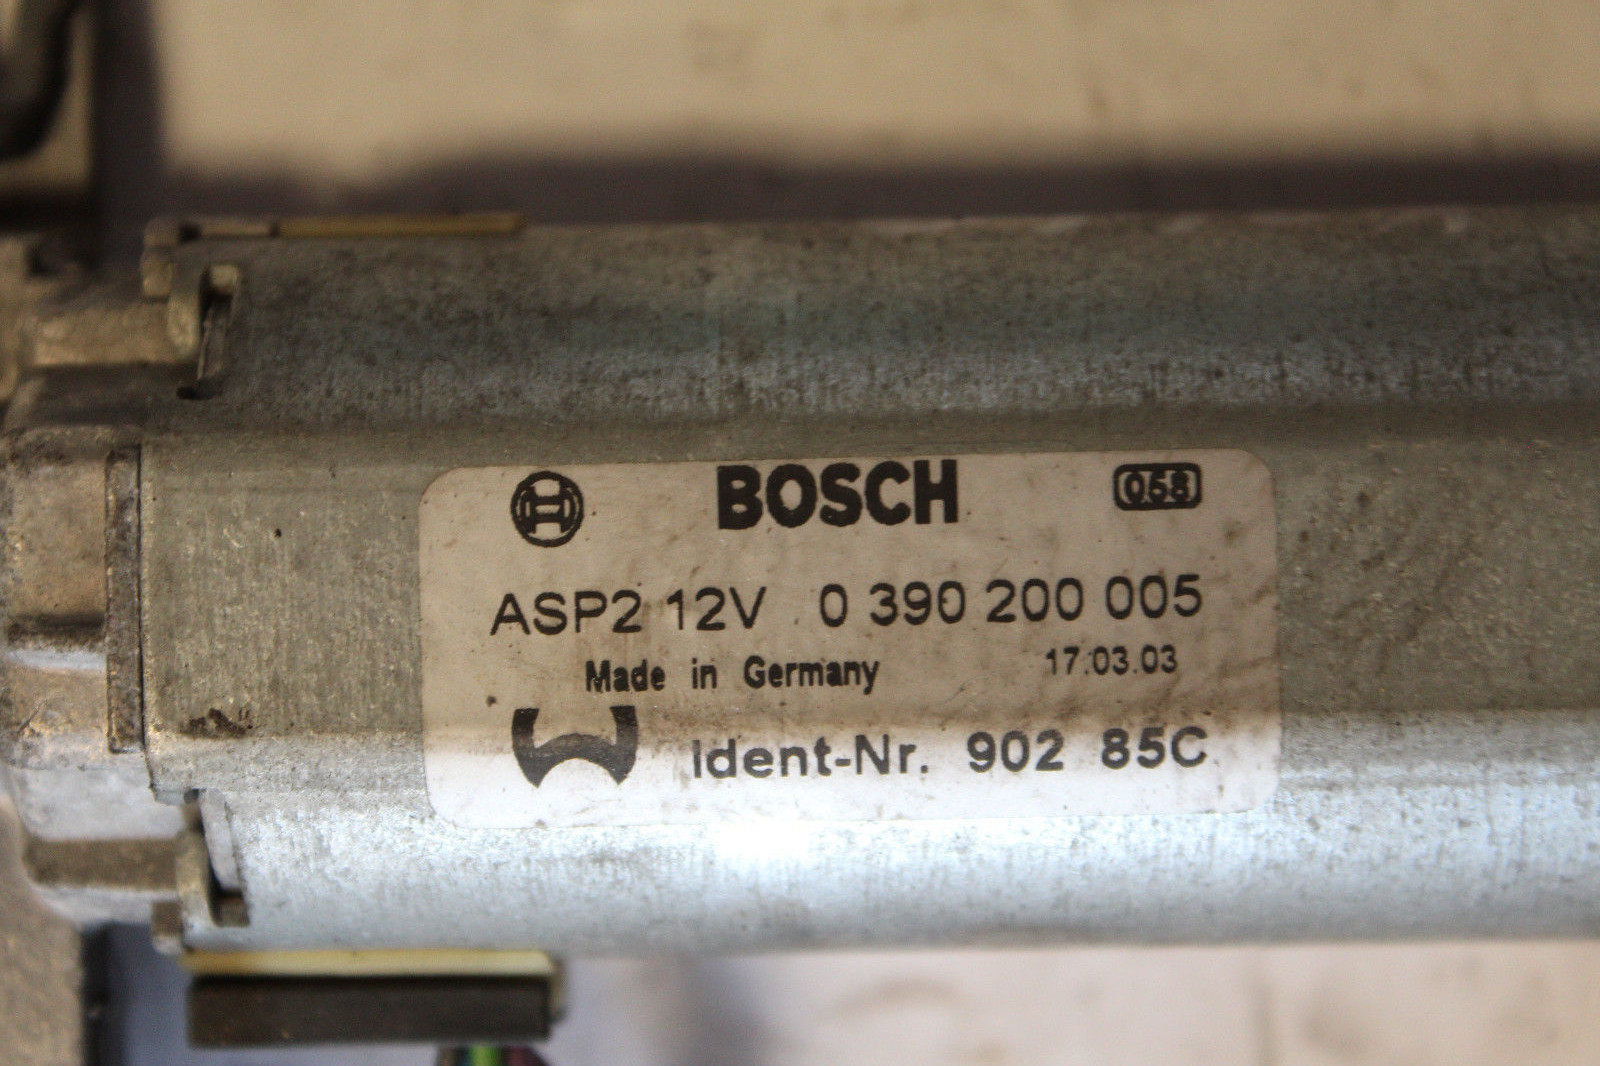 BOSCH 058
ASP2 12V 0 390 200 005
Made in Germany 17.03.03
Ident-Nr. 902 85C